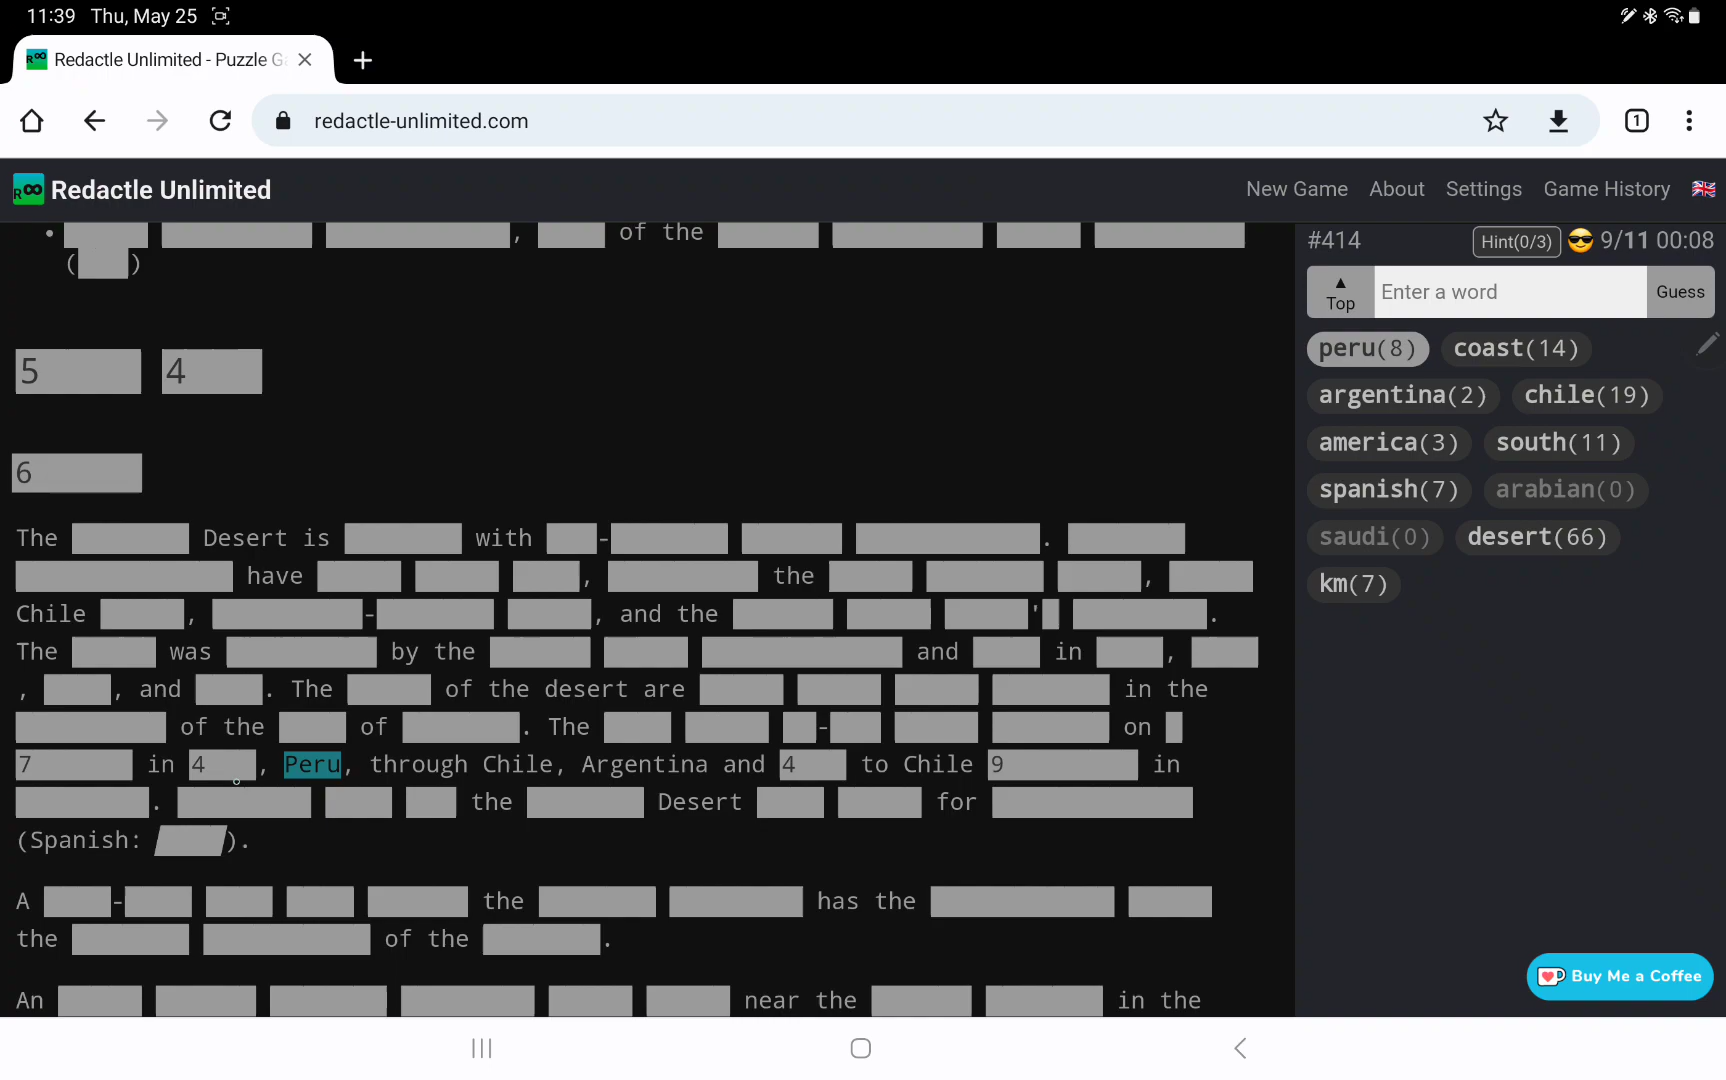 11:39 Thu, May 25
Redactle Unlimited - Puzzle G
redactle-unlimited.com
1
R∞ Redactle Unlimited
New Game About Settings Game History
, of the
( )
#414 Hint(0/3) 9/11 00:08
▲ Top Enter a word Guess
peru(8) coast(14)
argentina(2) chile(19)
america(3) south(11)
spanish(7) arabian(0)
saudi(0) desert(66)
km(7)
5 4
6
The Desert is with - .
have , the ,
Chile , - , and the ' .
The was by the and in ,
, , and . The of the desert are in the
of the of . The - on
7 in 4 , Peru, through Chile, Argentina and 4 to Chile 9 in
. the Desert for
(Spanish: ).
A - the has the
the of the .
An near the in the
Buy Me a Coffee